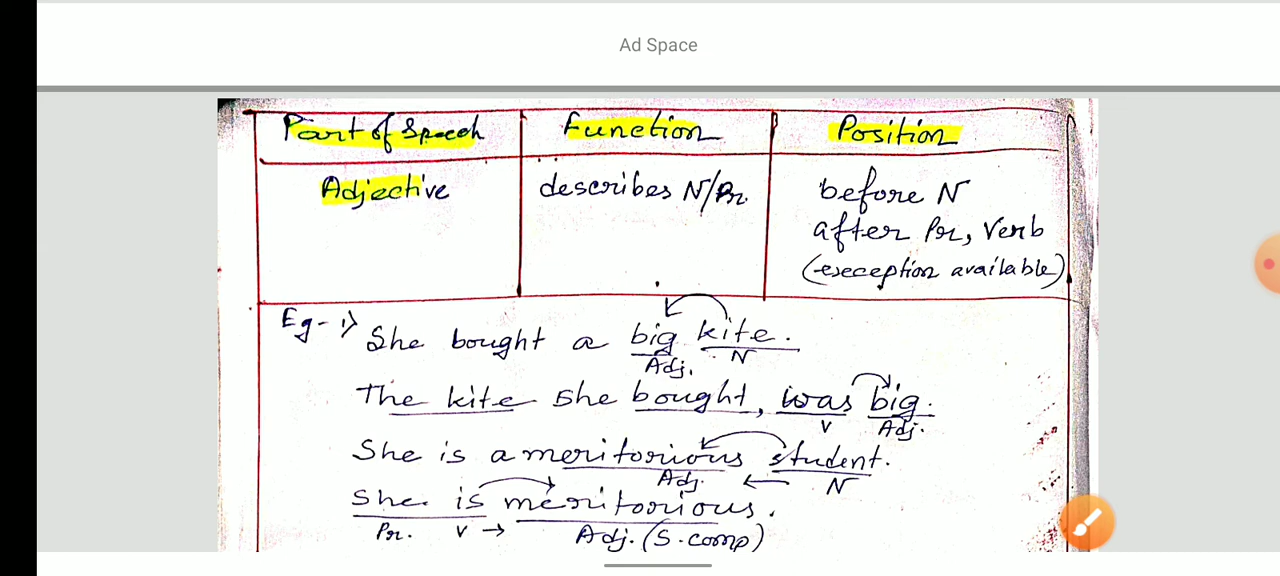 Ad Space
Part of Speech Function Position
Adjective describes N/Pr. before N
after Pr, Verb
(exception available)
Eg- 1) She bought a big kite.
Adj. N
The kite she bought, was big.
V Adj.
She is a meritorious student.
Adj. N
She is meritorious.
Pr. V → Adj. (S. comp)